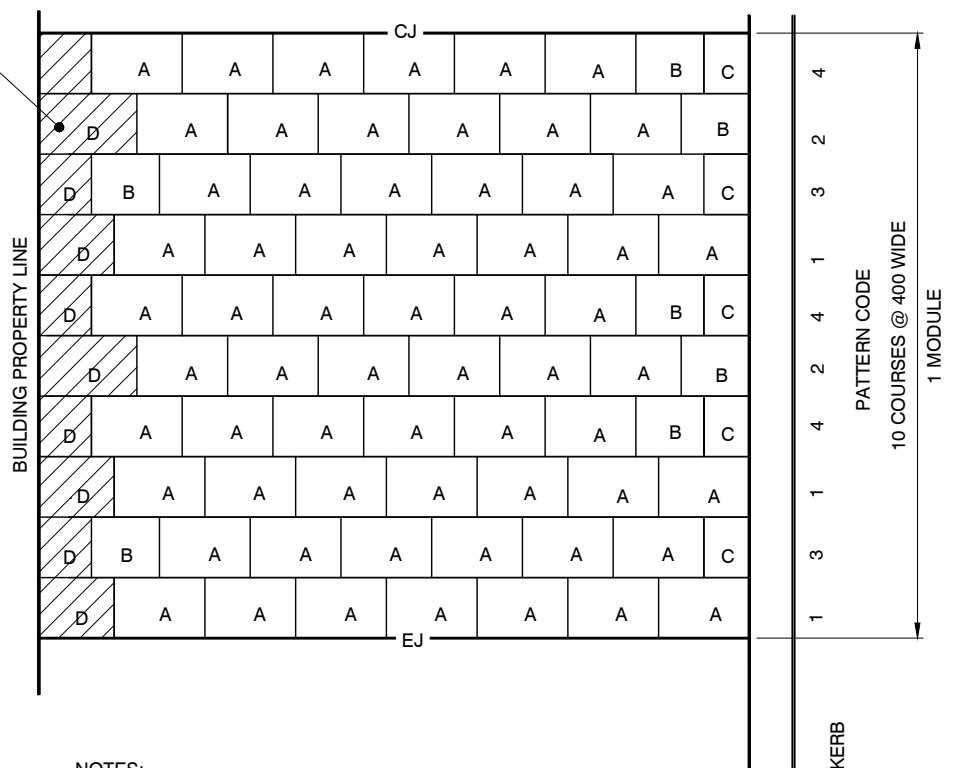 CJ
A A A A A A B C 4
D A A A A A A B 2
D B A A A A A A C 3
D A A A A A A A 1
D A A A A A A B C 4
D A A A A A A B 2
D A A A A A A B C 4
D A A A A A A A 1
D B A A A A A A C 3
D A A A A A A A 1
EJ
BUILDING PROPERTY LINE
PATTERN CODE
10 COURSES @ 400 WIDE
1 MODULE
KERB
NOTES: